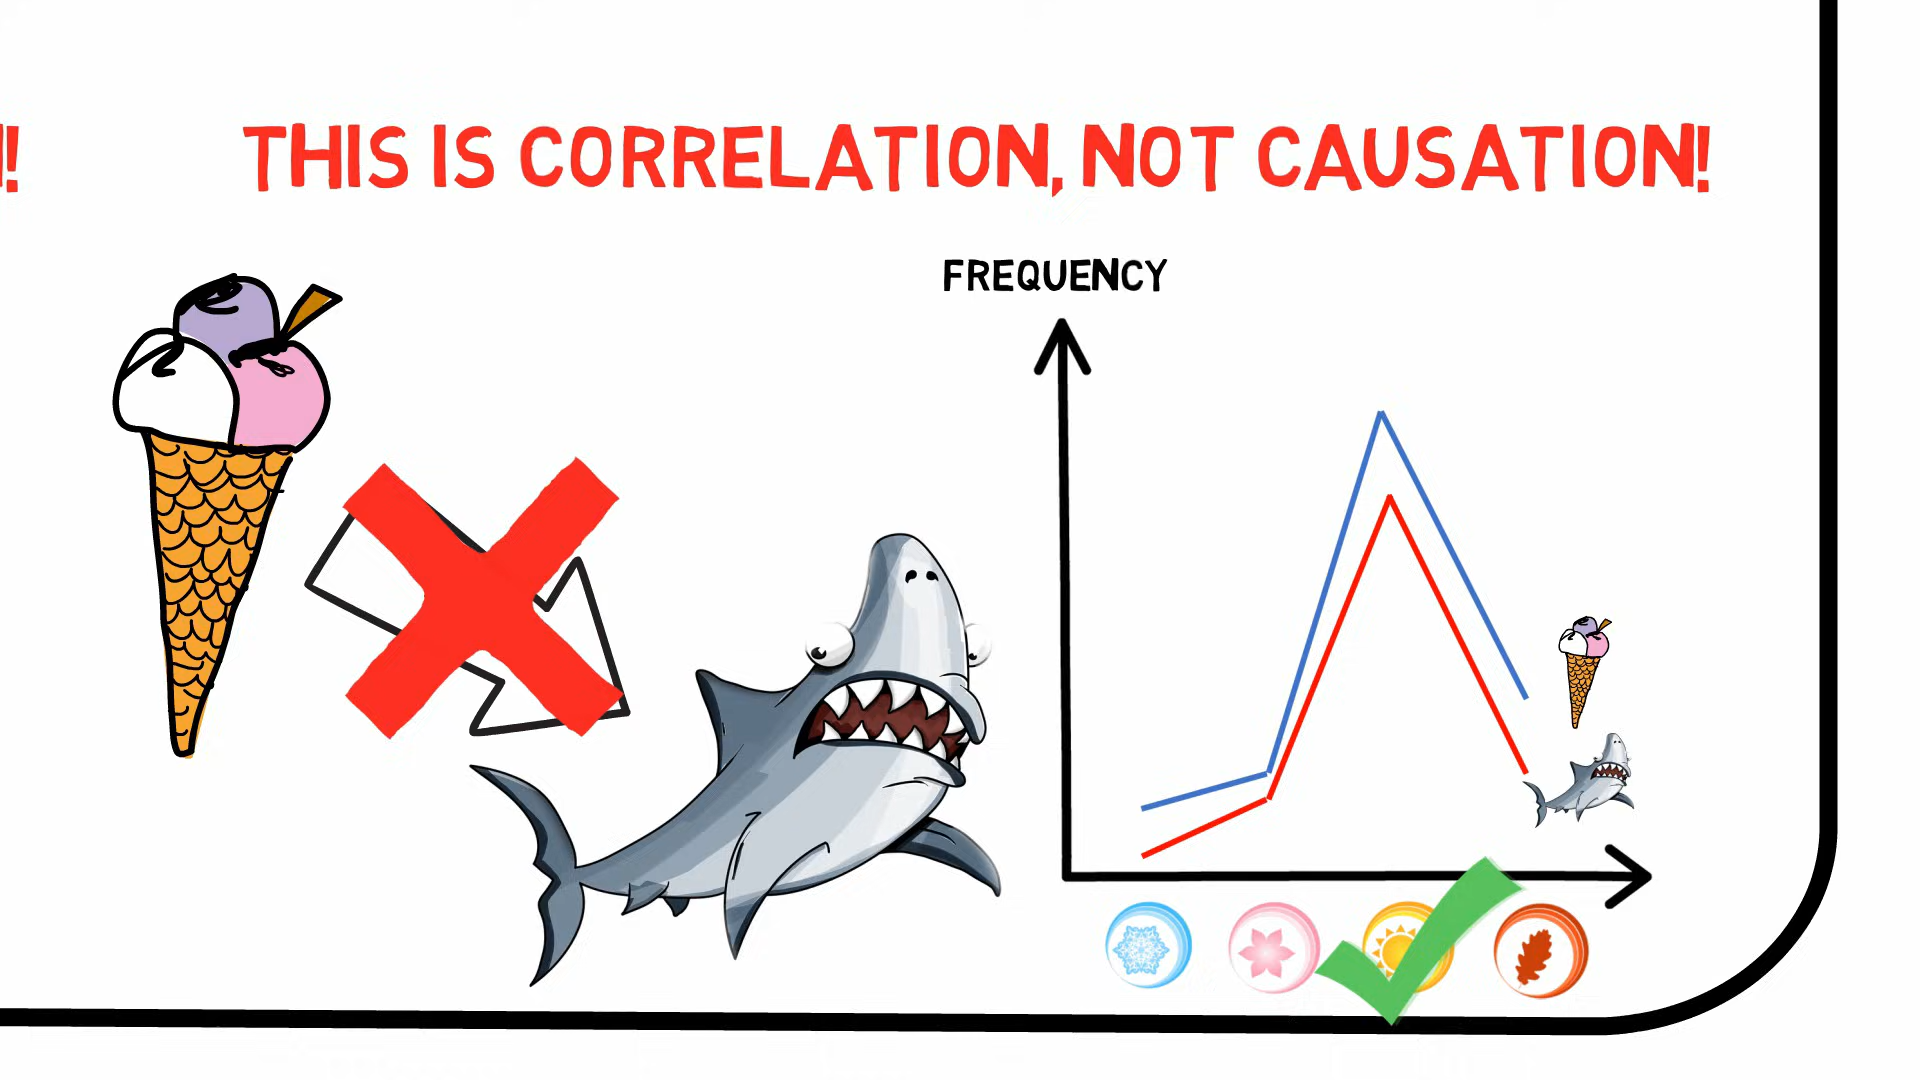 !
THIS IS CORRELATION, NOT CAUSATION!
FREQUENCY